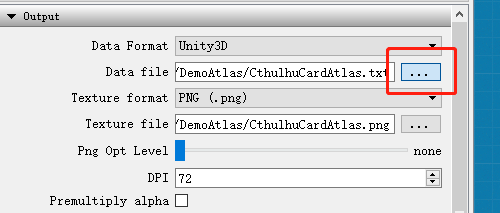 Output
Data Format Unity3D
Data file /DemoAtlas/CthulhuCardAtlas.txt ...
Texture format PNG (.png)
Texture file /DemoAtlas/CthulhuCardAtlas.png ...
Png Opt Level none
DPI 72
Premultiply alpha